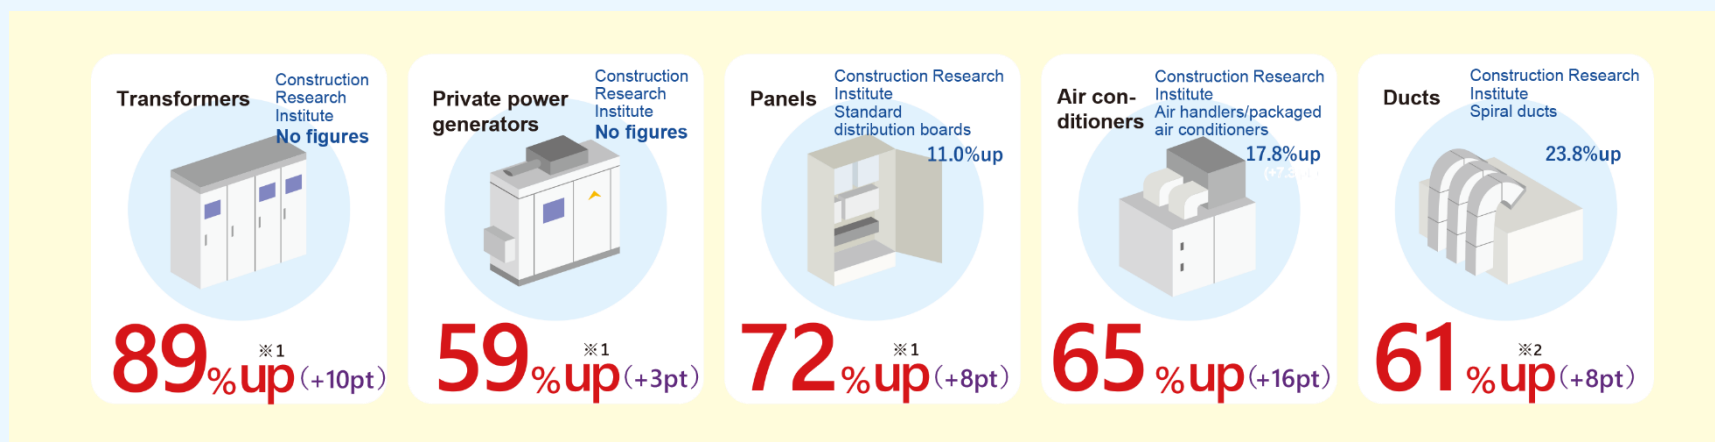 Transformers
Construction
Research
Institute
No figures
89%up(+10pt)
※1
Private power
generators
Construction
Research
Institute
No figures
59%up(+3pt)
※1
Panels
Construction Research
Institute
Standard
distribution boards
11.0%up
72%up(+8pt)
※1
Air con-
ditioners
Construction Research
Institute
Air handlers/packaged
air conditioners
17.8%up
65%up(+16pt)
Ducts
Construction Research
Institute
Spiral ducts
23.8%up
61%up(+8pt)
※2